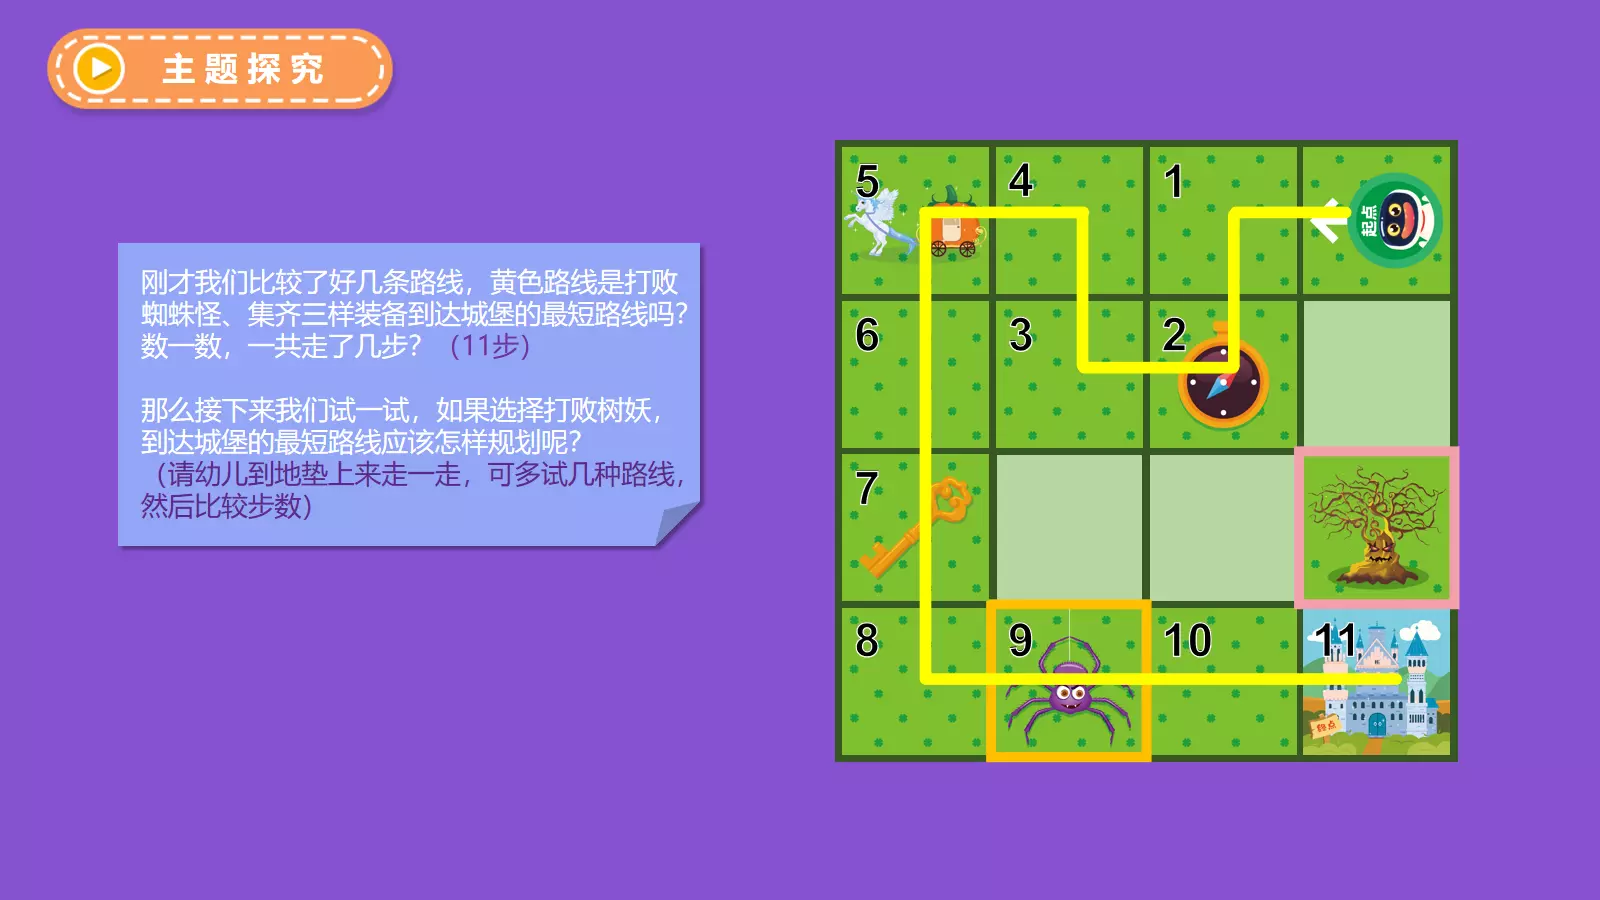 主题探究
刚才我们比较了好几条路线，黄色路线是打败
蜘蛛怪、集齐三样装备到达城堡的最短路线吗？
数一数，一共走了几步？（11步）
那么接下来我们试一试，如果选择打败树妖，
到达城堡的最短路线应该怎样规划呢？
（请幼儿到地垫上来走一走，可多试几种路线，
然后比较步数）
5
4
1
起点
6
3
2
7
8
9
10
11
终点